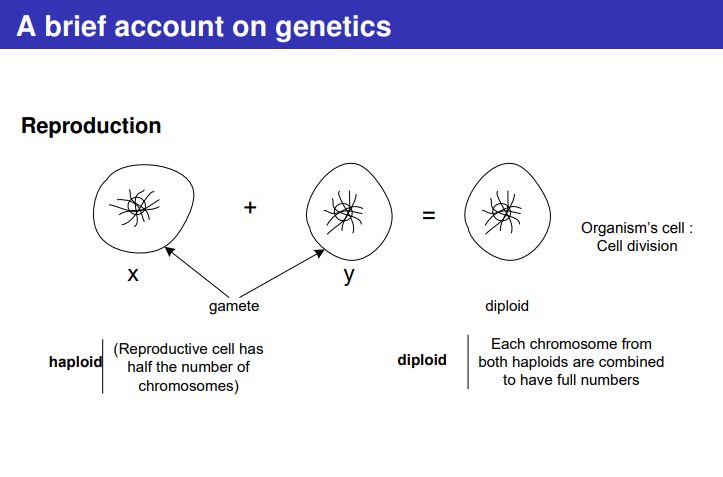 A brief account on genetics
Reproduction
+
=
Organism's cell :
Cell division
x
y
gamete
diploid
haploid
(Reproductive cell has
half the number of
chromosomes)
diploid
Each chromosome from
both haploids are combined
to have full numbers